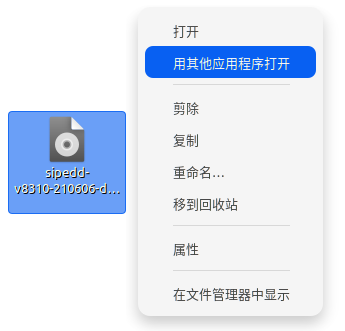 打开
用其他应用程序打开
剪除
复制
重命名...
移到回收站
属性
在文件管理器中显示
sipedd-
v8310-210606-d...